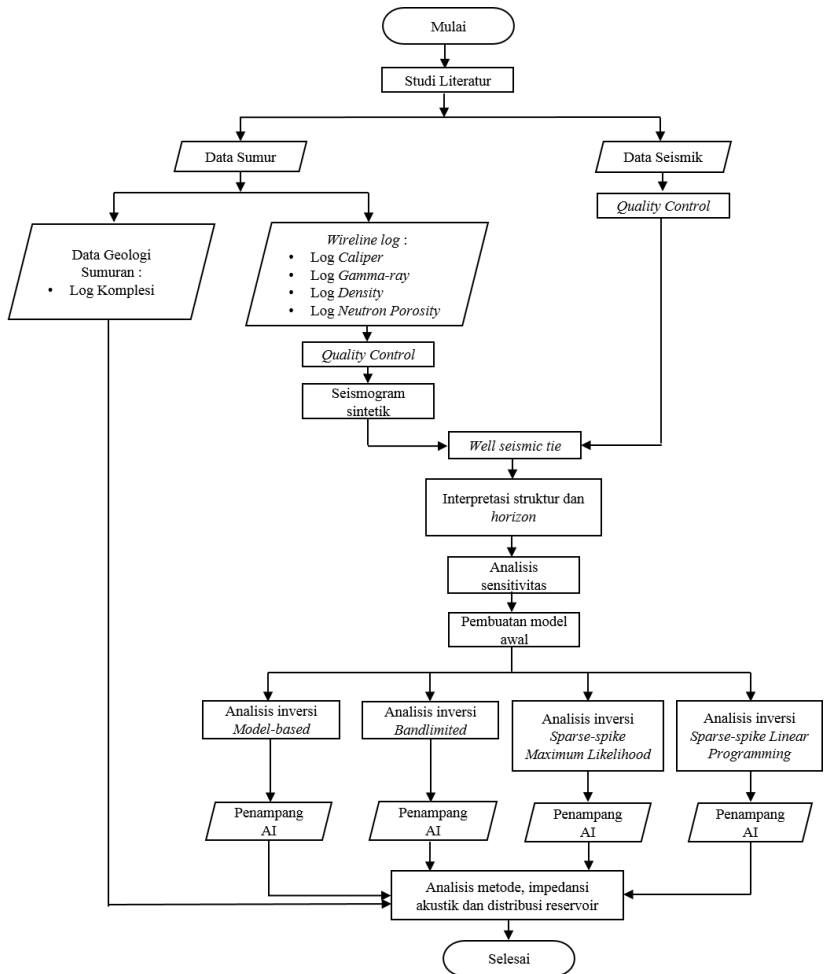 Mulai
Studi Literatur
Data Sumur
Data Seismik
Quality Control
Data Geologi
Sumuran :
• Log Komplesi
Wireline log :
• Log Caliper
• Log Gamma-ray
• Log Density
• Log Neutron Porosity
Quality Control
Seismogram
sintetik
Well seismic tie
Interpretasi struktur dan
horizon
Analisis
sensitivitas
Pembuatan model
awal
Analisis inversi
Model-based
Analisis inversi
Bandlimited
Analisis inversi
Sparse-spike
Maximum Likelihood
Analisis inversi
Sparse-spike Linear
Programming
Penampang
AI
Penampang
AI
Penampang
AI
Penampang
AI
Analisis metode, impedansi
akustik dan distribusi reservoir
Selesai